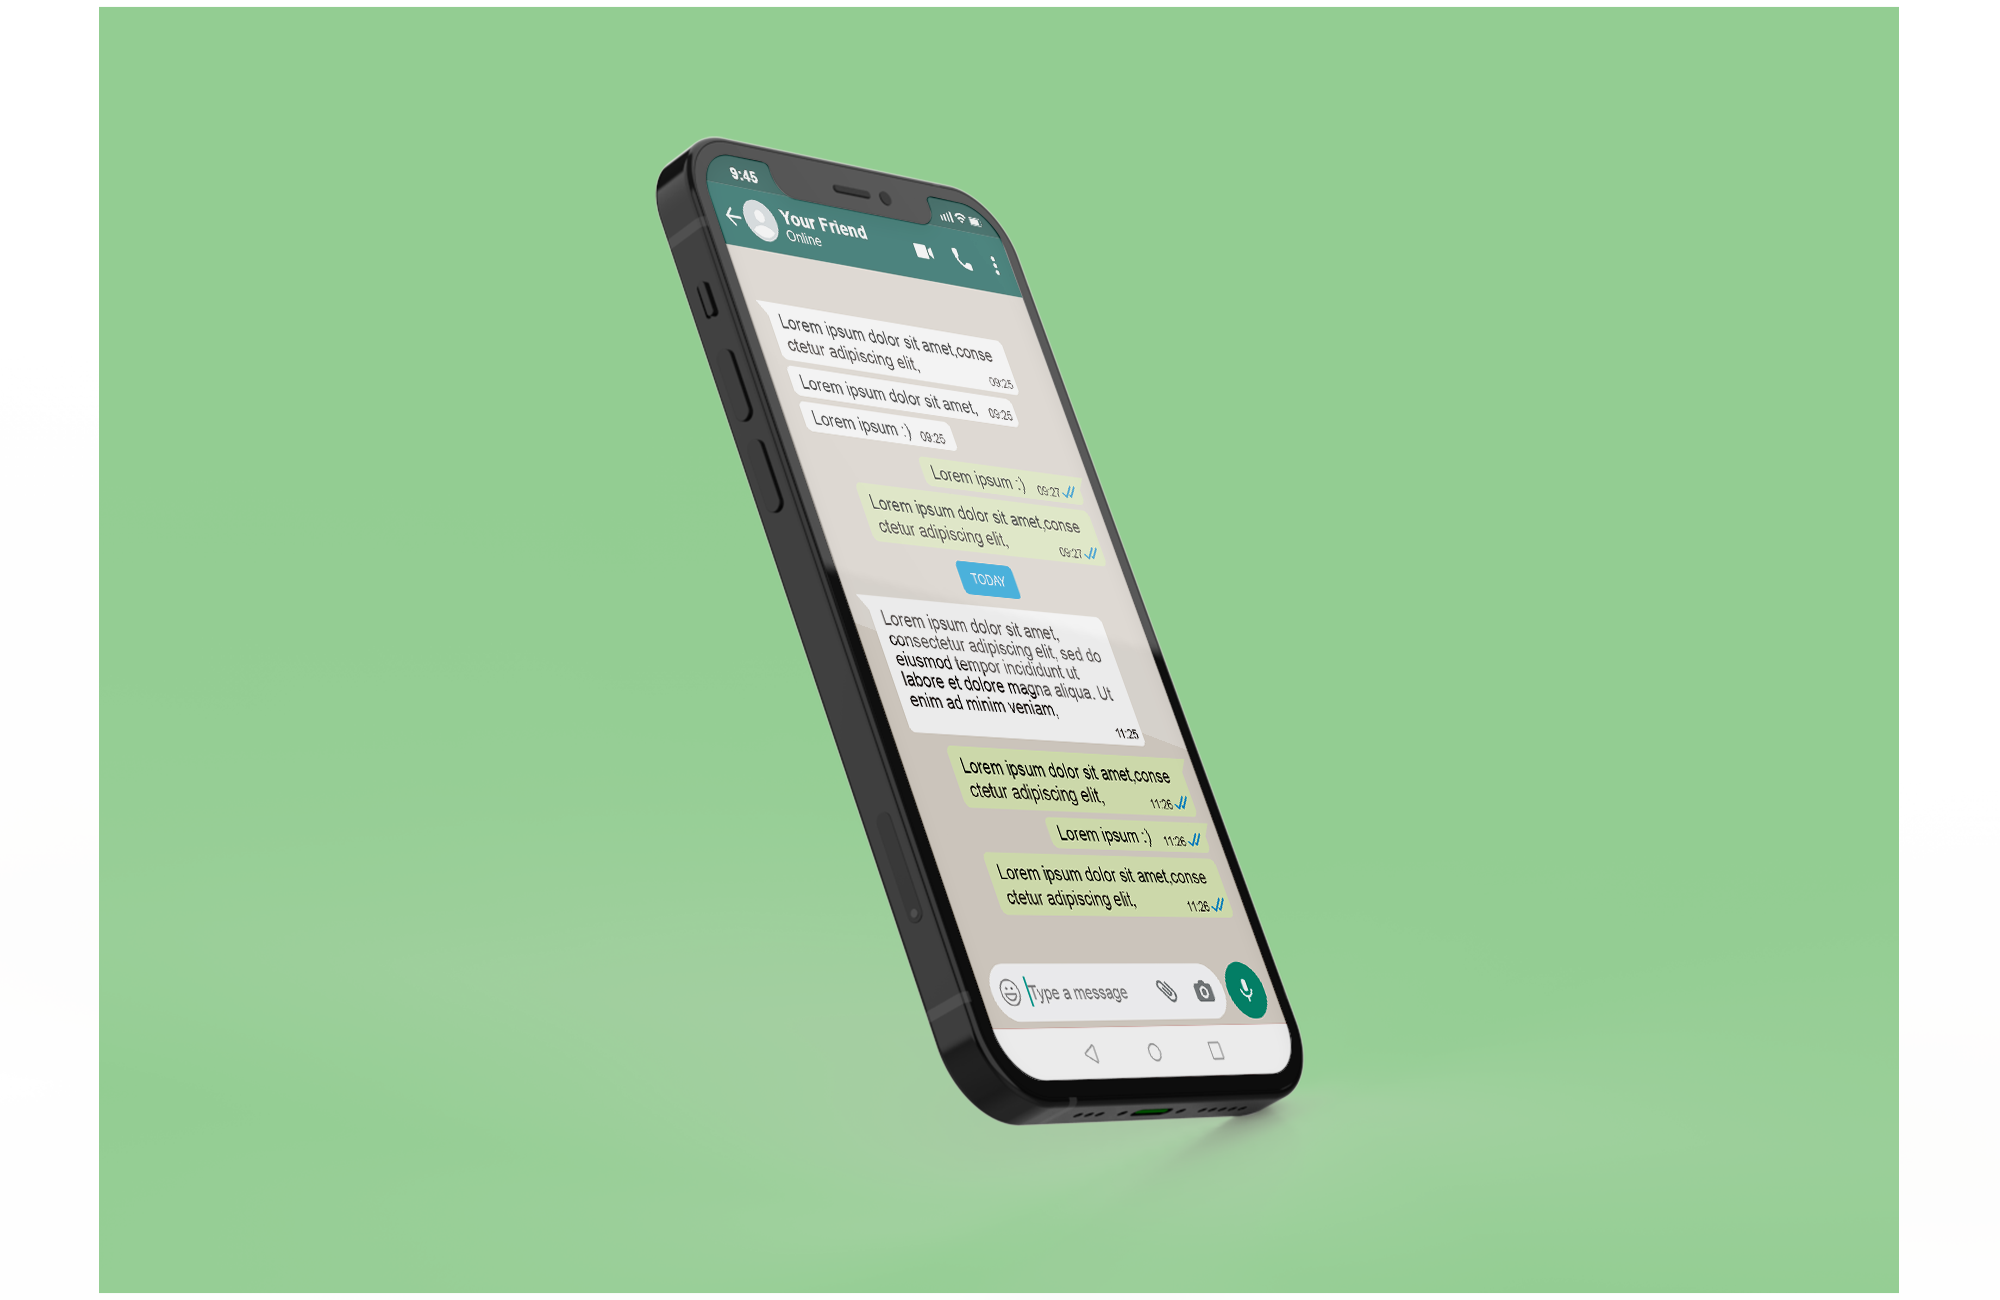 9:45
Your Friend
Online
Lorem ipsum dolor sit amet,conse
ctetur adipiscing elit,
09:25
Lorem ipsum dolor sit amet, 09:25
Lorem ipsum :) 09:25
Lorem ipsum :) 09:27
Lorem ipsum dolor sit amet,conse
ctetur adipiscing elit,
09:27
TODAY
Lorem ipsum dolor sit amet,
consectetur adipiscing elit, sed do
eiusmod tempor incididunt ut
labore et dolore magna aliqua. Ut
enim ad minim veniam,
11:25
Lorem ipsum dolor sit amet,conse
ctetur adipiscing elit,
11:26
Lorem ipsum :) 11:26
Lorem ipsum dolor sit amet,conse
ctetur adipiscing elit,
11:26
Type a message